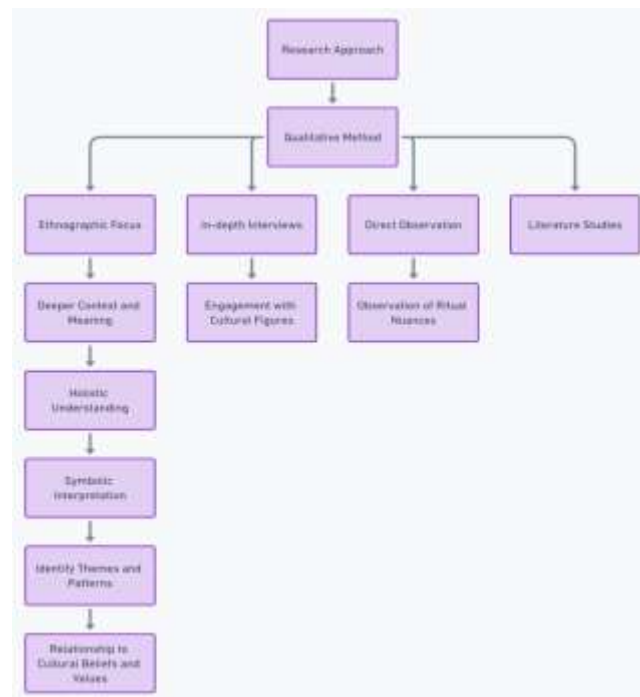 Research Approach
Qualitative Method
Ethnographic Focus
In-depth Interviews
Direct Observation
Literature Studies
Deeper Context and
Meaning
Engagement with
Cultural Figures
Observation of Ritual
Nuances
Holistic
Understanding
Symbolic
Interpretation
Identify Themes and
Patterns
Relationship to
Cultural Beliefs and
Values